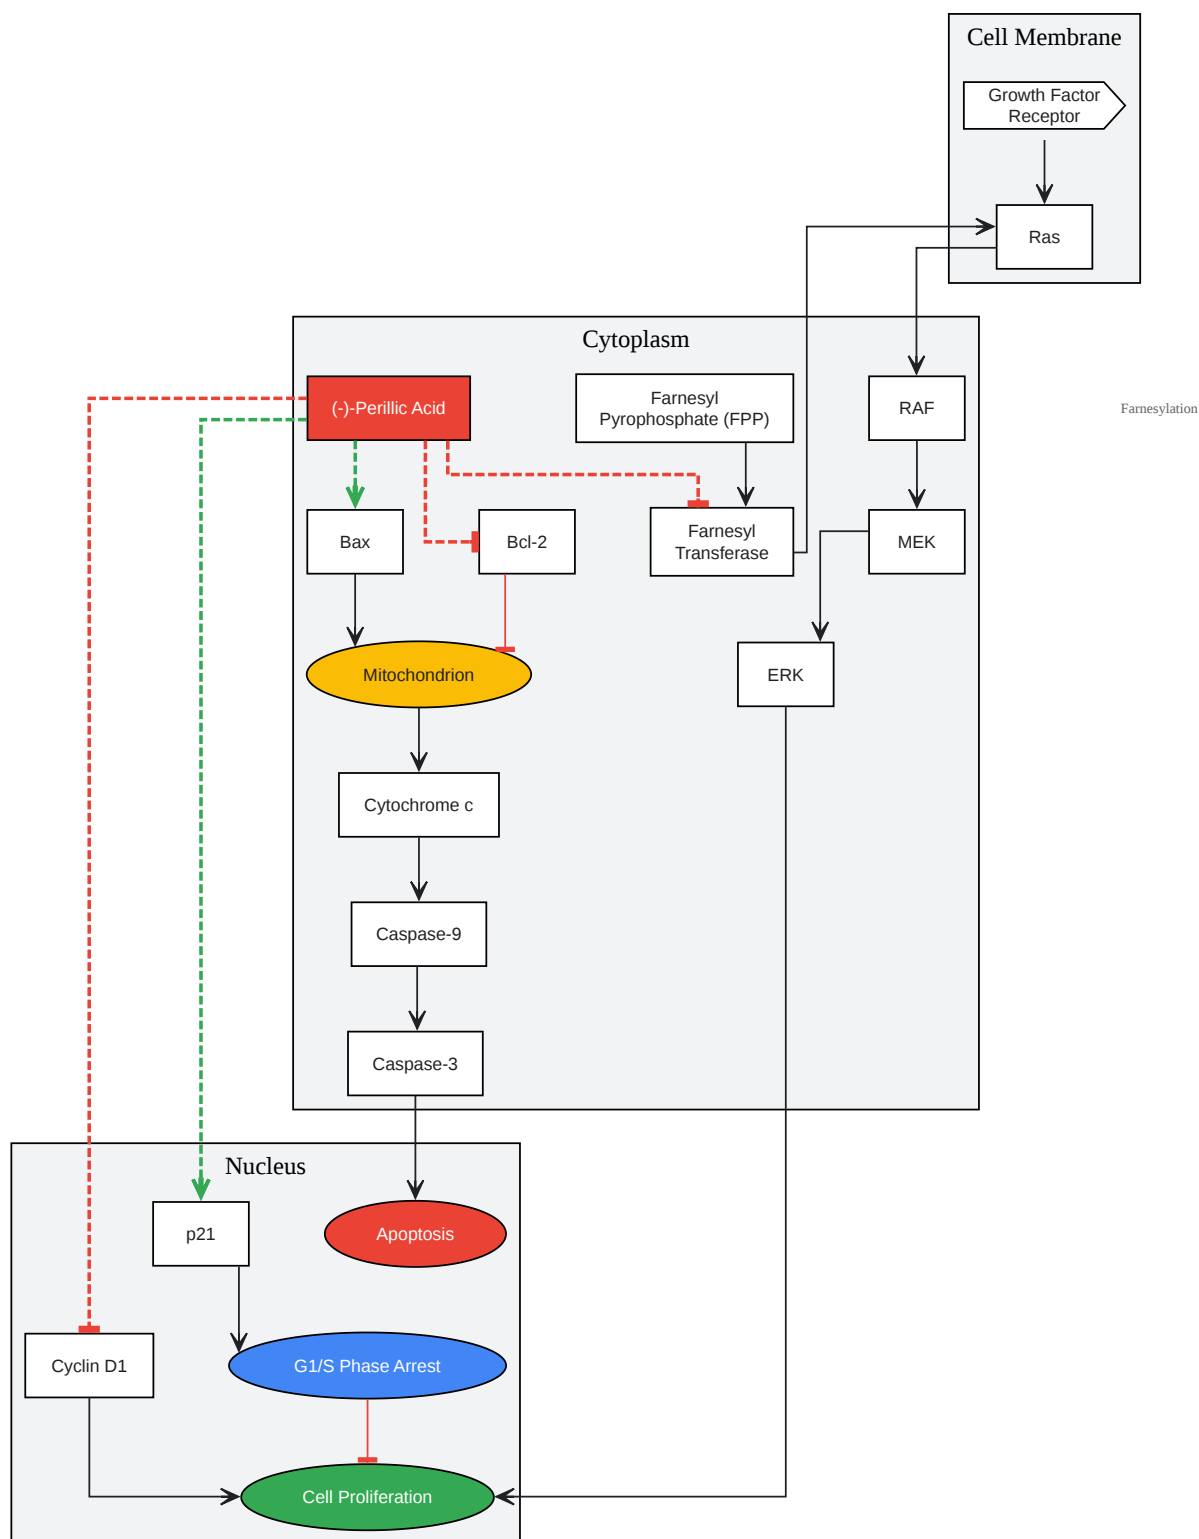 Cell Membrane
Growth Factor
Receptor
Ras
Cytoplasm
(-)-Perillic Acid
Farnesyl
Pyrophosphate (FPP)
RAF
Farnesylation
Bax
Bcl-2
Farnesyl
Transferase
MEK
Mitochondrion
ERK
Cytochrome c
Caspase-9
Caspase-3
Nucleus
p21
Apoptosis
Cyclin D1
G1/S Phase Arrest
Cell Proliferation